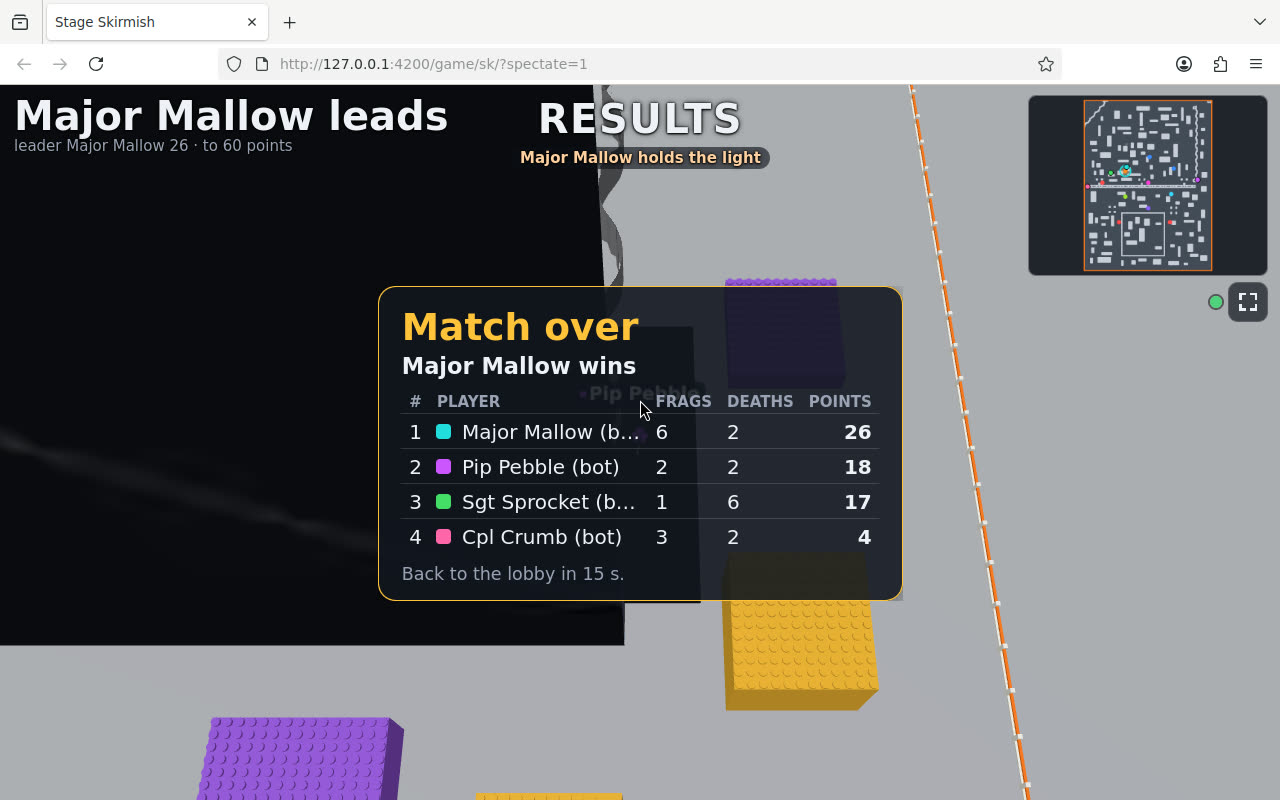 Stage Skirmish
http://127.0.0.1:4200/game/sk/?spectate=1
Major Mallow leads
leader Major Mallow 26 · to 60 points
RESULTS
Major Mallow holds the light
Match over
Major Mallow wins
Pip Pebble
# PLAYER FRAGS DEATHS POINTS
1 Major Mallow (b… 6 2 26
2 Pip Pebble (bot) 2 2 18
3 Sgt Sprocket (b… 1 6 17
4 Cpl Crumb (bot) 3 2 4
Back to the lobby in 15 s.